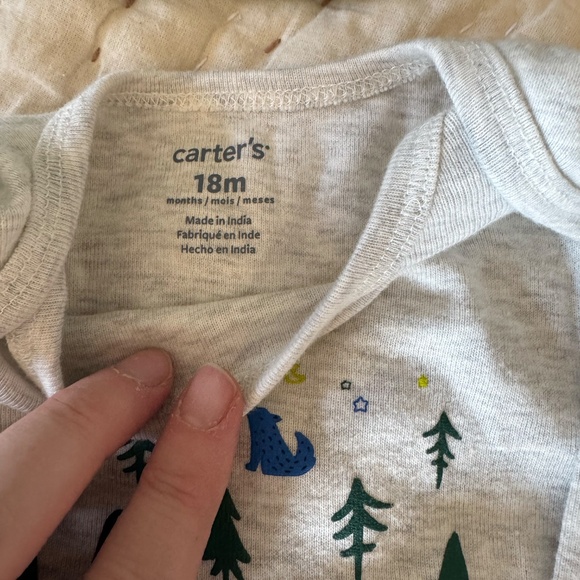 carter's
18m
months / mois / meses
Made in India
Fabriqué en Inde
Hecho en India